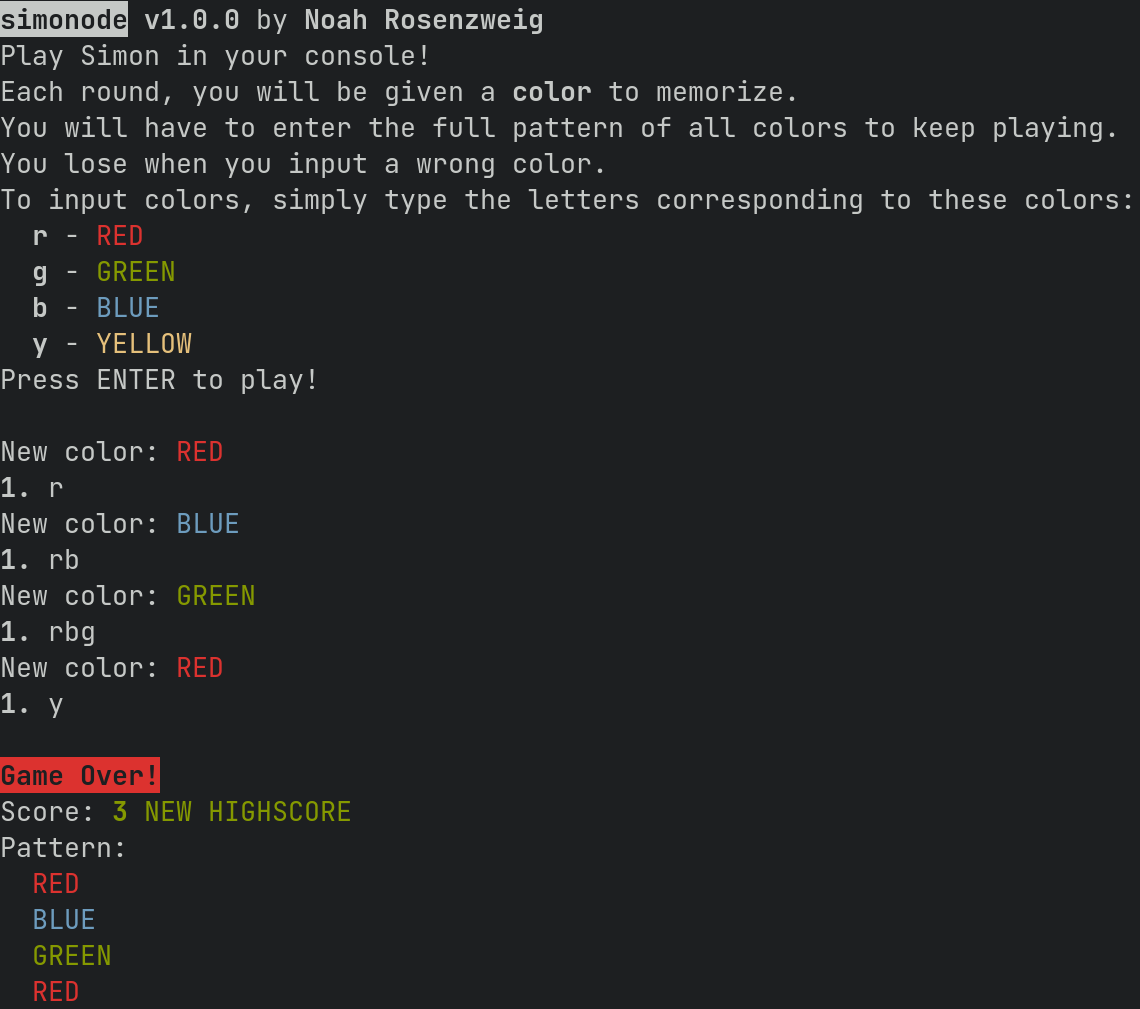 simonode v1.0.0 by Noah Rosenzweig
Play Simon in your console!
Each round, you will be given a color to memorize.
You will have to enter the full pattern of all colors to keep playing.
You lose when you input a wrong color.
To input colors, simply type the letters corresponding to these colors:
r - RED
g - GREEN
b - BLUE
y - YELLOW
Press ENTER to play!
New color: RED
1. r
New color: BLUE
1. rb
New color: GREEN
1. rbg
New color: RED
1. y
Game Over!
Score: 3 NEW HIGHSCORE
Pattern:
RED
BLUE
GREEN
RED